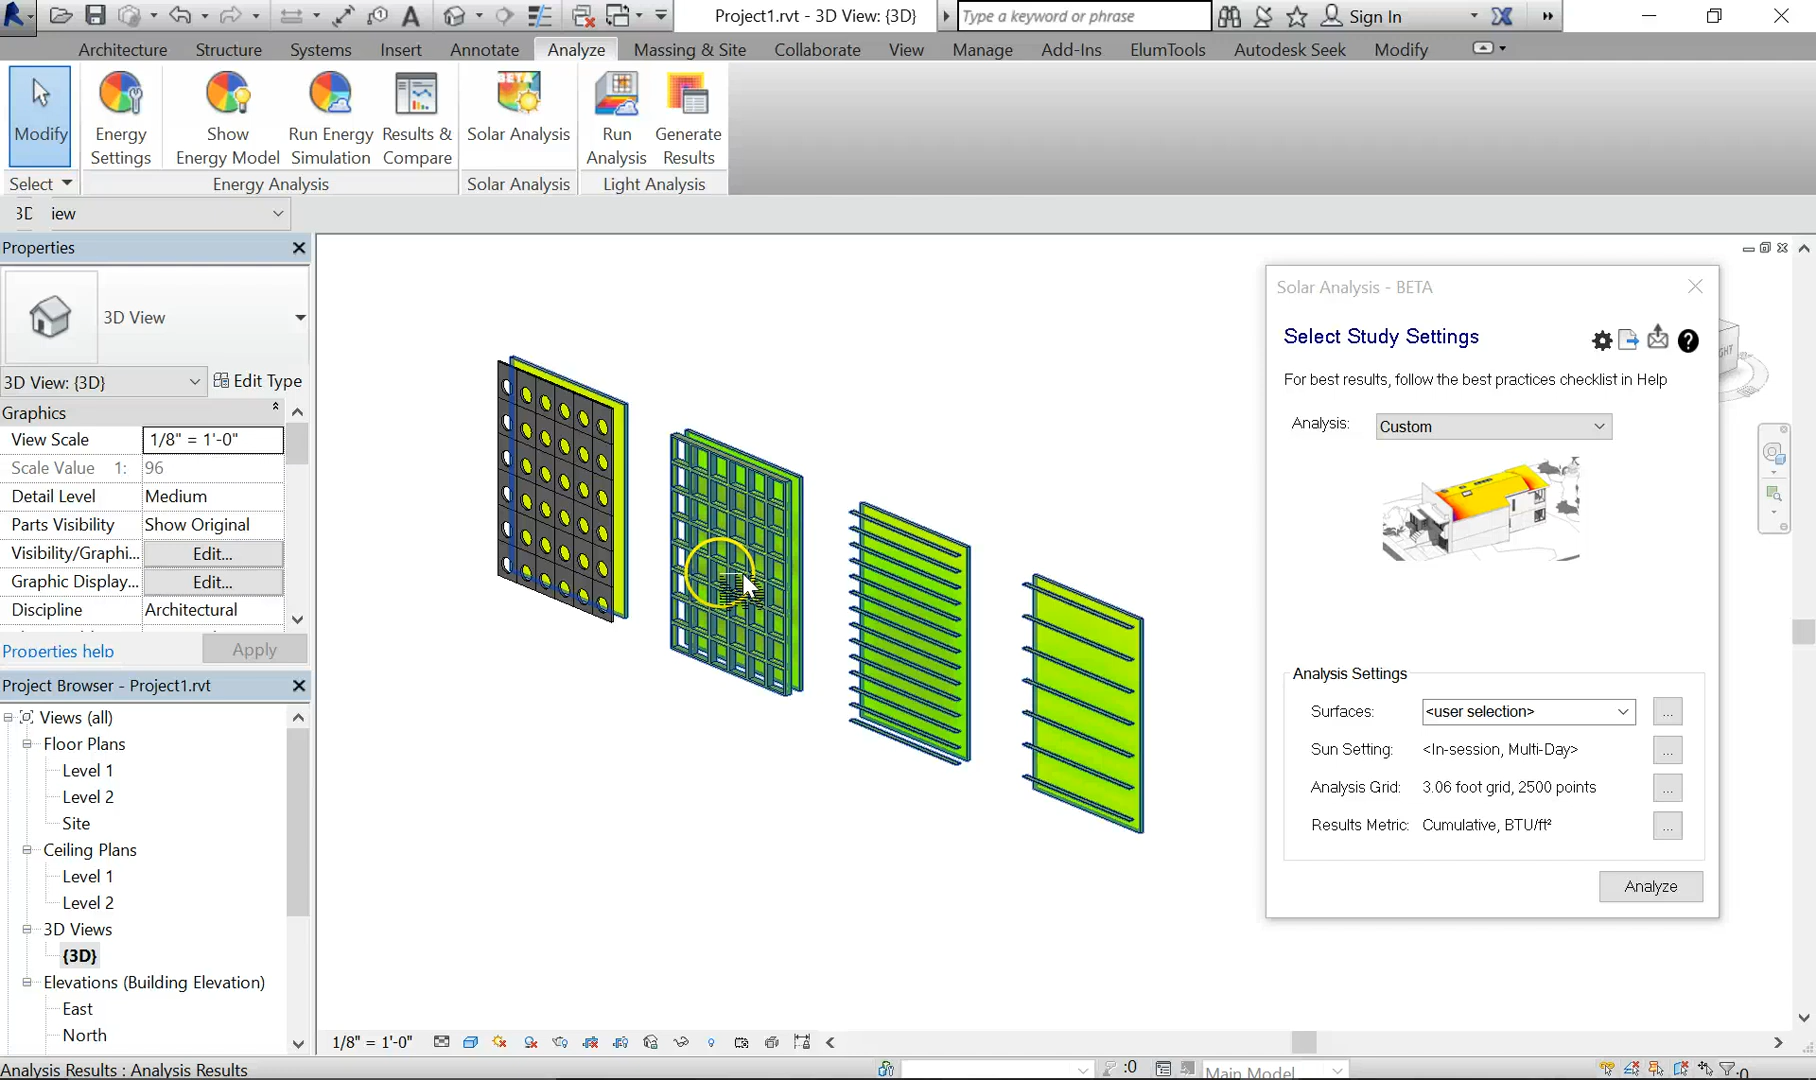 Project1.rvt - 3D View: {3D}
Type a keyword or phrase
Sign In
Architecture
Structure
Systems
Insert
Annotate
Analyze
Massing & Site
Collaborate
View
Manage
Add-Ins
ElumTools
Autodesk Seek
Modify
Modify
Energy Settings
Show Energy Model
Run Energy Simulation
Results & Compare
Solar Analysis
Run Analysis
Generate Results
Select
Energy Analysis
Solar Analysis
Light Analysis
3D iew
Properties
3D View
3D View: {3D}
Edit Type
Graphics
View Scale 1/8" = 1'-0"
Scale Value 1: 96
Detail Level Medium
Parts Visibility Show Original
Visibility/Graphi... Edit...
Graphic Display... Edit...
Discipline Architectural
Properties help
Apply
Project Browser - Project1.rvt
Views (all)
Floor Plans
Level 1
Level 2
Site
Ceiling Plans
Level 1
Level 2
3D Views
{3D}
Elevations (Building Elevation)
East
North
RIGHT
Solar Analysis - BETA
Select Study Settings
For best results, follow the best practices checklist in Help
Analysis: Custom
Analysis Settings
Surfaces: <user selection> ...
Sun Setting: <In-session, Multi-Day> ...
Analysis Grid: 3.06 foot grid, 2500 points ...
Results Metric: Cumulative, BTU/ft² ...
Analyze
1/8" = 1'-0"
Analysis Results : Analysis Results
:0
Main Model
:0